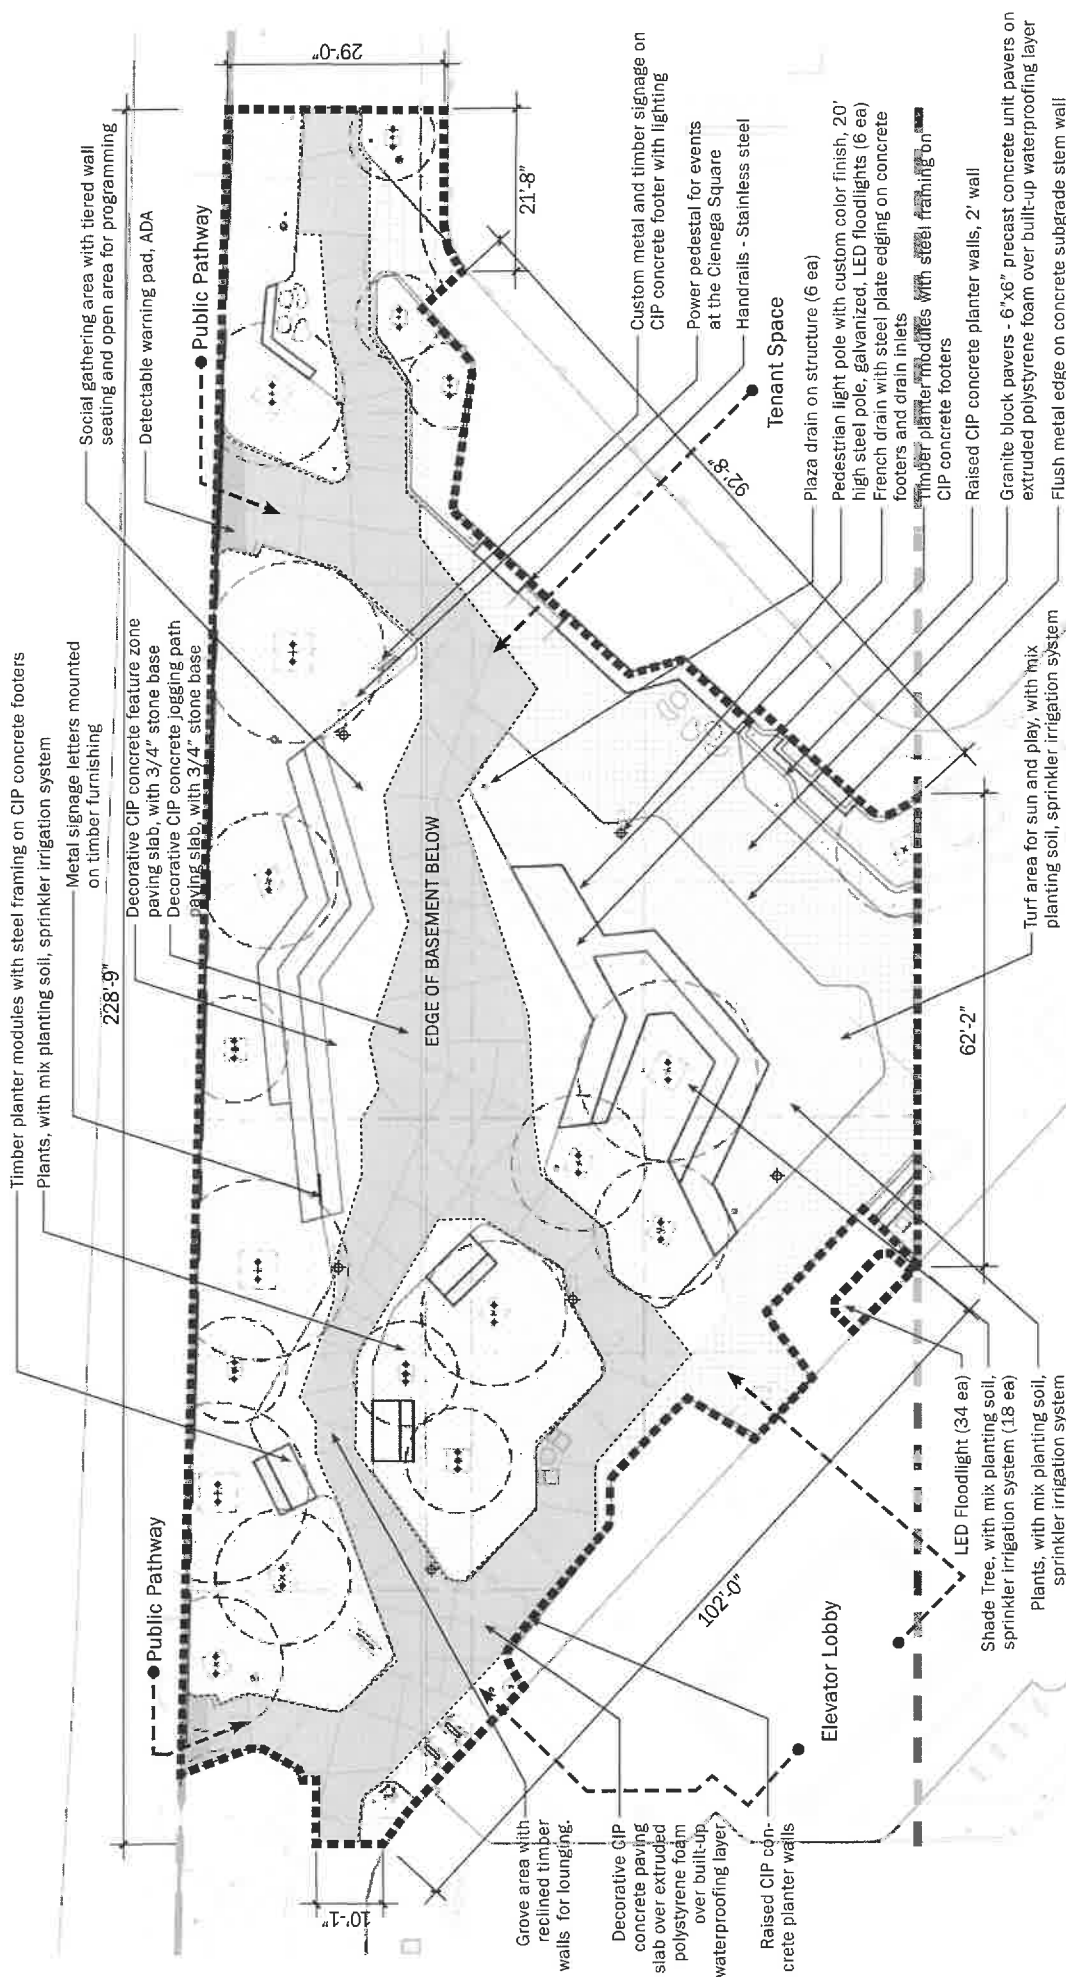 Timber planter modules with steel framing on CIP concrete footers
Plants, with mix planting soil, sprinkler irrigation system
Metal signage letters mounted
on timber furnishing
228'-9"
Decorative CIP concrete feature zone
paving slab, with 3/4" stone base
Decorative CIP concrete jogging path
paving slab, with 3/4" stone base
Social gathering area with tiered wall
seating and open area for programming
Detectable warning pad, ADA
Public Pathway
Public Pathway
29'-0"
21'-8"
Custom metal and timber signage on
CIP concrete footer with lighting
Power pedestal for events
at the Cienega Square
Handrails - Stainless steel
Tenant Space
92'-8"
EDGE OF BASEMENT BELOW
Plaza drain on structure (6 ea)
Pedestrian light pole with custom color finish, 20'
high steel pole, galvanized, LED floodlights (6 ea)
French drain with steel plate edging on concrete
footers and drain inlets
Timber planter modules with steel framing on
CIP concrete footers
Raised CIP concrete planter walls, 2' wall
Granite block pavers - 6"x6" precast concrete unit pavers on
extruded polystyrene foam over built-up waterproofing layer
Flush metal edge on concrete subgrade stem wall
Turf area for sun and play, with mix
planting soil, sprinkler irrigation system
62'-2"
10'-1"
102'-0"
Grove area with
reclined timber
walls for lounging.
Decorative CIP
concrete paving
slab over extruded
polystyrene foam
over built-up
waterproofing layer
Raised CIP con-
crete planter walls
Elevator Lobby
LED Floodlight (34 ea)
Shade Tree, with mix planting soil,
sprinkler irrigation system (18 ea)
Plants, with mix planting soil,
sprinkler irrigation system